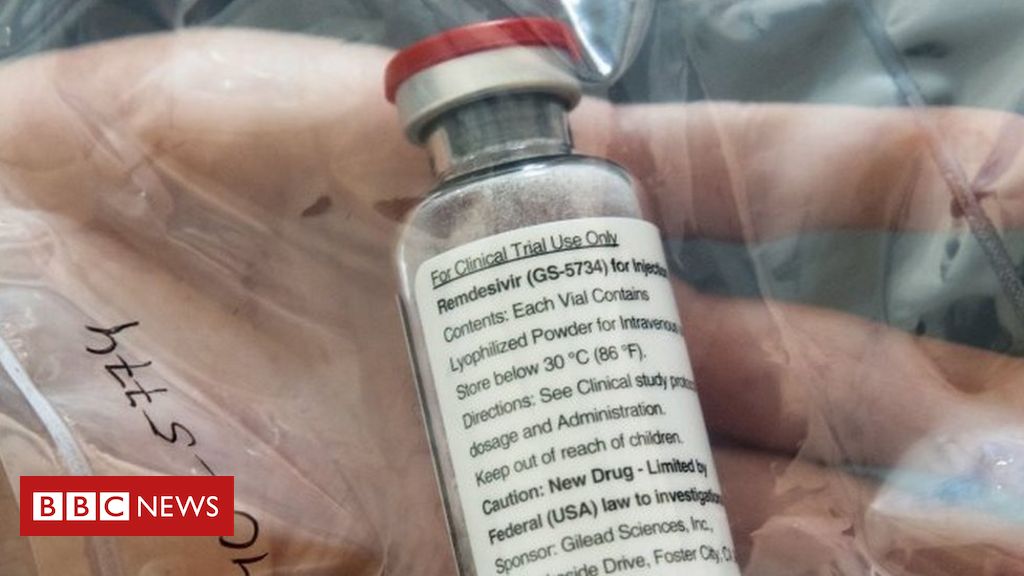 For Clinical Trial Use Only
Remdesivir (GS-5734) for Injection
Contents: Each Vial Contains
Lyophilized Powder for Intravenous
Store below 30 °C (86 °F).
Directions: See Clinical study
dosage and Administration.
Keep out of reach of children.
Caution: New Drug - Limited by
Federal (USA) law to
Sponsor: Gilead Sciences, Inc.,
Drive, Foster City,
BBC NEWS